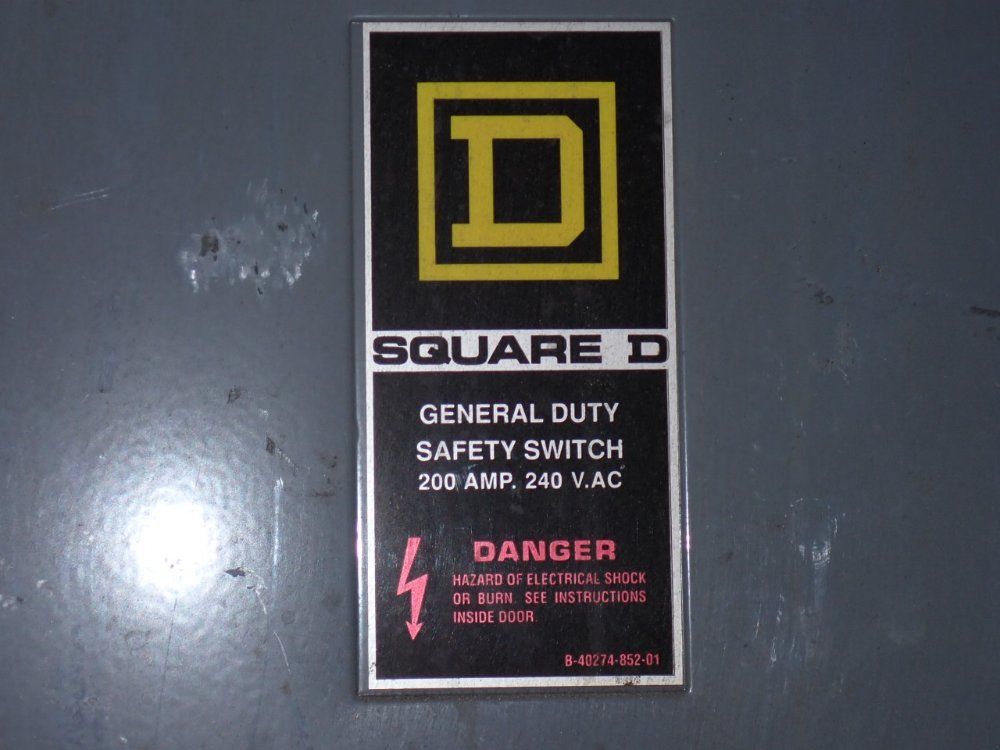 D
SQUARE D
GENERAL DUTY
SAFETY SWITCH
200 AMP. 240 V.AC
DANGER
HAZARD OF ELECTRICAL SHOCK
OR BURN. SEE INSTRUCTIONS
INSIDE DOOR.
B-40274-852-01